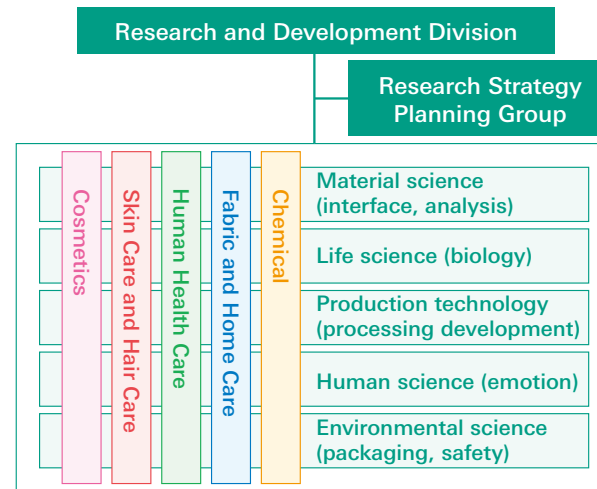 Research and Development Division
Research Strategy
Planning Group
Cosmetics
Skin Care and Hair Care
Human Health Care
Fabric and Home Care
Chemical
Material science
(interface, analysis)
Life science (biology)
Production technology
(processing development)
Human science (emotion)
Environmental science
(packaging, safety)